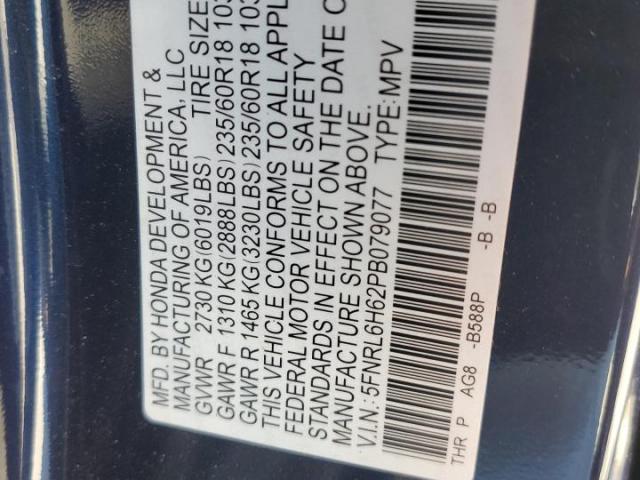 MFD. BY HONDA DEVELOPMENT &
MANUFACTURING OF AMERICA, LLC
GVWR 2730 KG(6019LBS) TIRE SIZE
GAWR F 1310 KG(2888LBS) 235/60R18 103
GAWR R 1465 KG(3230LBS) 235/60R18 103
THIS VEHICLE CONFORMS TO ALL APPL
FEDERAL MOTOR VEHICLE SAFETY
STANDARDS IN EFFECT ON THE DATE O
MANUFACTURE SHOWN ABOVE.
V.I.N.: 5FNRL6H62PB079077 TYPE: MPV
THR P AG8 -B588P -B -B